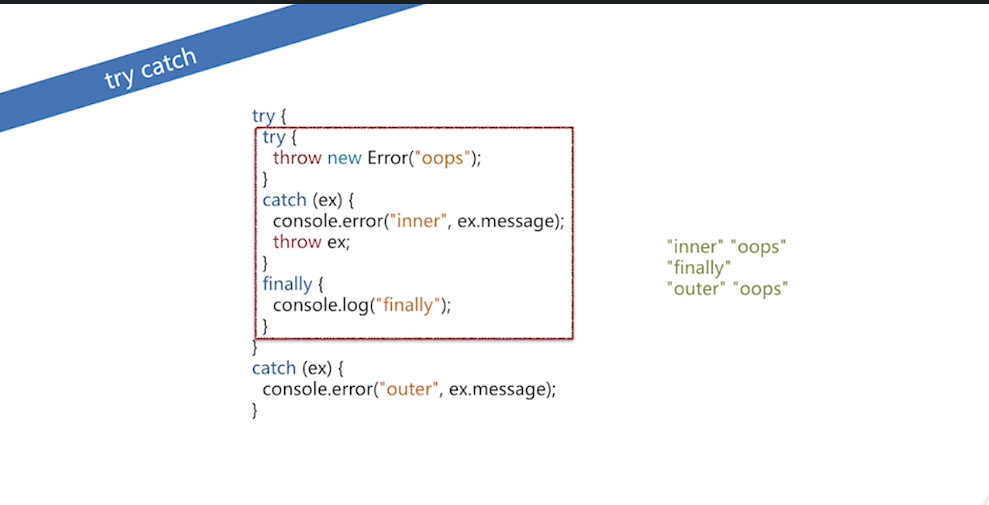 try catch
try {
try {
throw new Error("oops");
}
catch (ex) {
console.error("inner", ex.message);
throw ex;
}
finally {
console.log("finally");
}
}
catch (ex) {
console.error("outer", ex.message);
}
"inner" "oops"
"finally"
"outer" "oops"